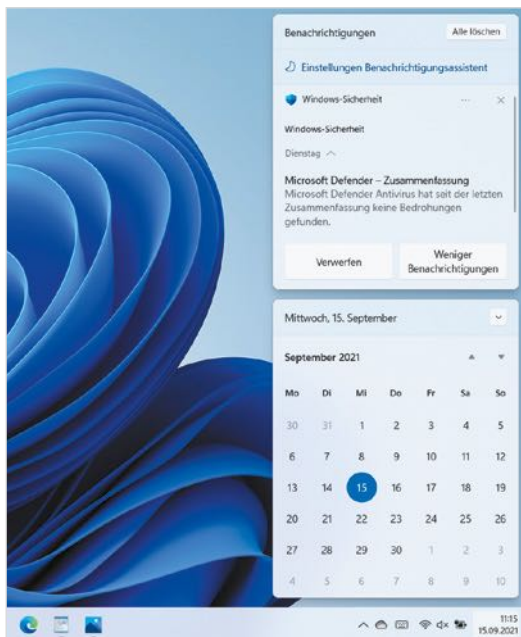 Benachrichtigungen Alle löschen
Einstellungen Benachrichtigungsassistent
Windows-Sicherheit ... ×
Windows-Sicherheit
Dienstag
Microsoft Defender – Zusammenfassung
Microsoft Defender Antivirus hat seit der letzten
Zusammenfassung keine Bedrohungen
gefunden.
Verwerfen
Weniger
Benachrichtigungen
Mittwoch, 15. September
September 2021
Mo Di Mi Do Fr Sa So
30 31 1 2 3 4 5
6 7 8 9 10 11 12
13 14 15 16 17 18 19
20 21 22 23 24 25 26
27 28 29 30 1 2 3
4 5 6 7 8 9 10
11:15
15.09.2021